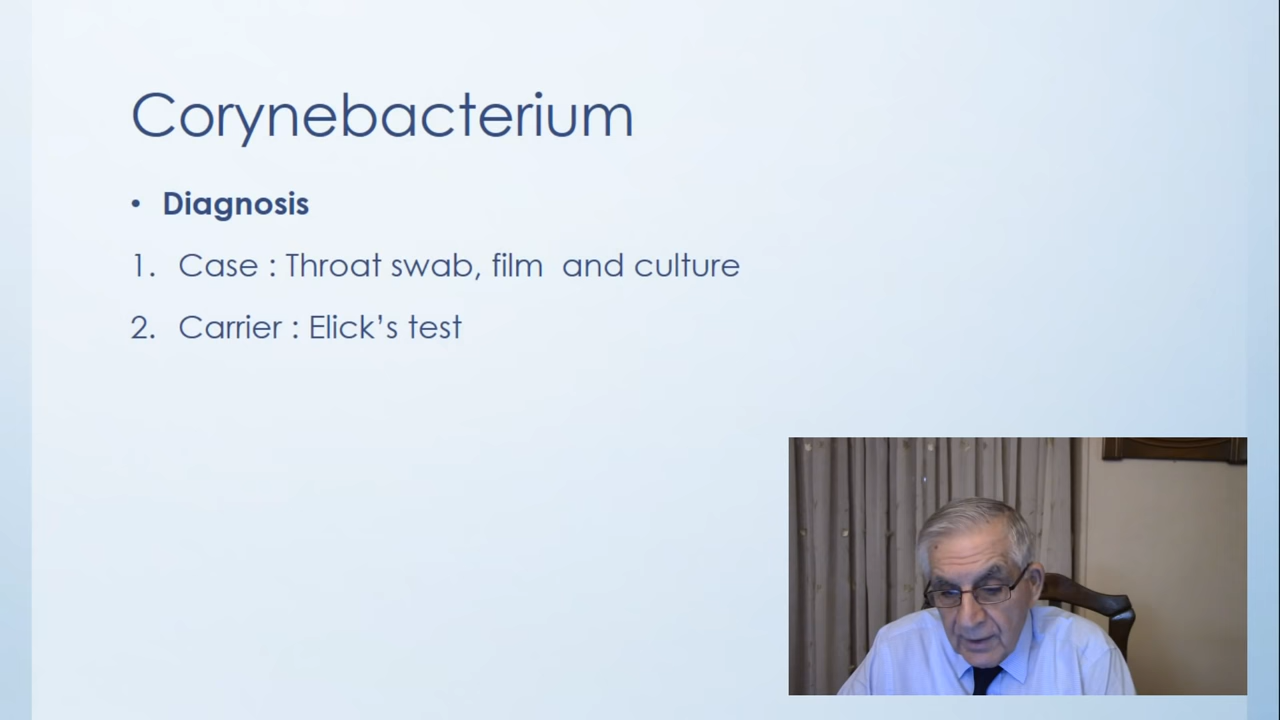 Corynebacterium
• Diagnosis
1. Case : Throat swab, film  and culture
2. Carrier : Elick’s test